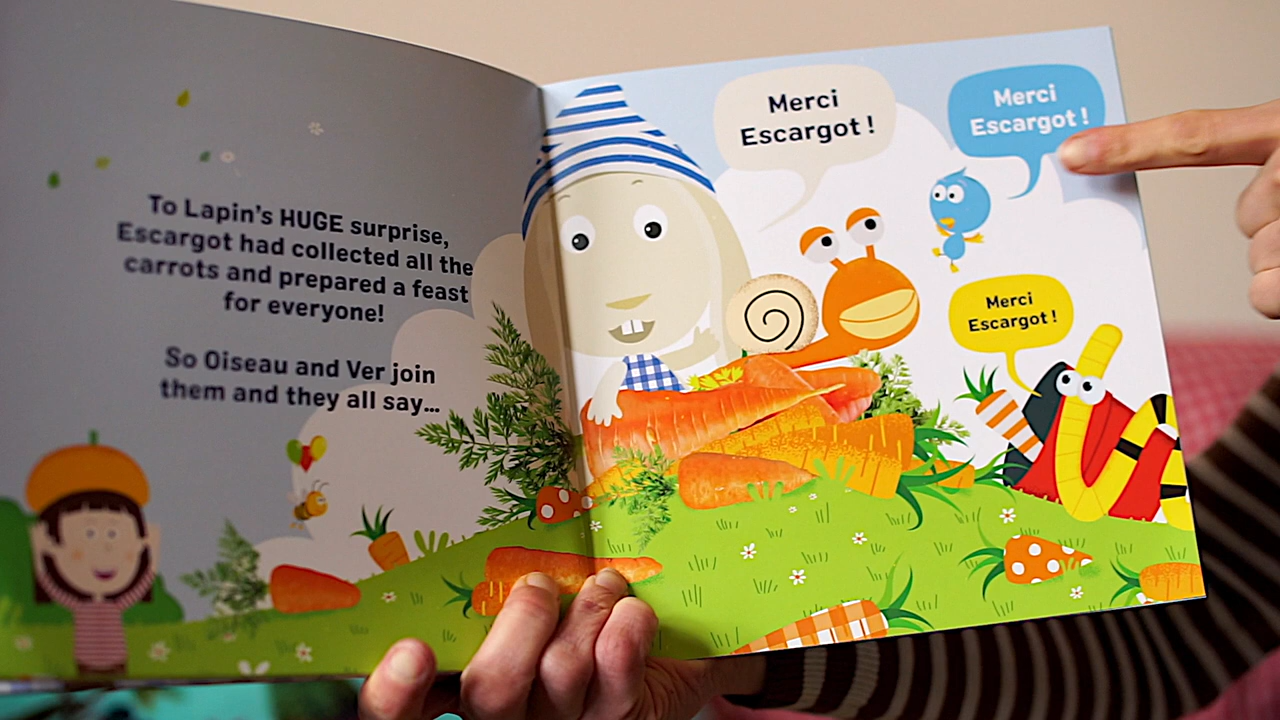 To Lapin's HUGE surprise,
Escargot had collected all the
carrots and prepared a feast
for everyone!
So Oiseau and Ver join
them and they all say...
Merci
Escargot !
Merci
Escargot !
Merci
Escargot !